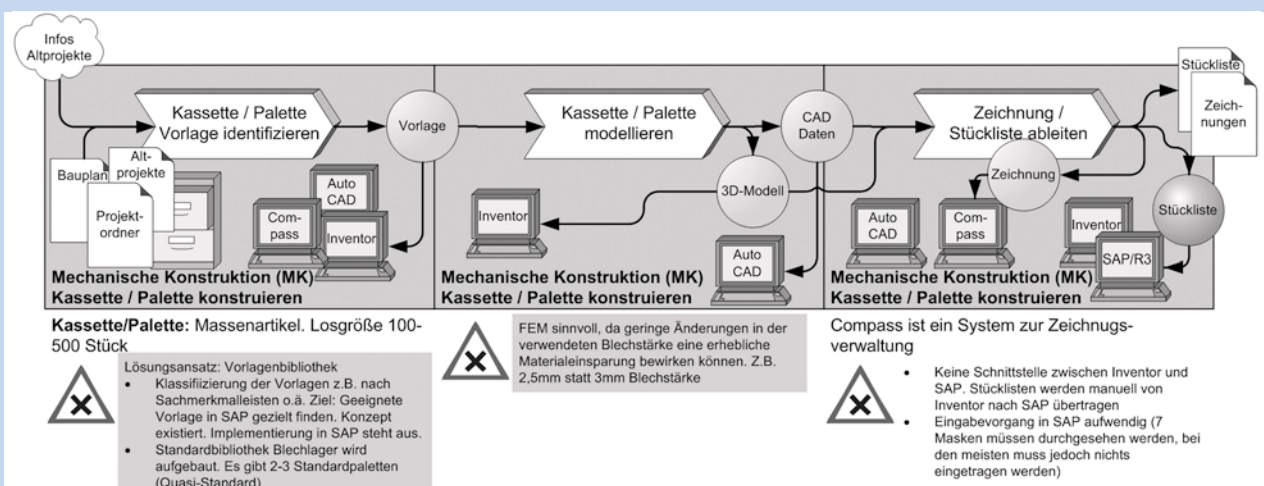 Infos
Altprojekte
Kassette / Palette
Vorlage identifizieren
Vorlage
Bauplan
Alt-
projekte
Projekt-
ordner
Com-
pass
Auto
CAD
Inventor
Mechanische Konstruktion (MK)
Kassette / Palette konstruieren
Kassette / Palette
modellieren
CAD
Daten
3D-Modell
Inventor
Auto
CAD
Mechanische Konstruktion (MK)
Kassette / Palette konstruieren
Zeichnung /
Stückliste ableiten
Stückliste
Zeich-
nungen
Zeichnung
Stückliste
Auto
CAD
Com-
pass
Inventor
SAP/R3
Mechanische Konstruktion (MK)
Kassette / Palette konstruieren
Kassette/Palette: Massenartikel. Losgröße 100-
500 Stück
Lösungsansatz: Vorlagenbibliothek
• Klassifiizierung der Vorlagen z.B. nach
Sachmerkmalleisten o.ä. Ziel: Geeignete
Vorlage in SAP gezielt finden. Konzept
existiert. Implementierung in SAP steht aus.
• Standardbibliothek Blechlager wird
aufgebaut. Es gibt 2-3 Standardpaletten
(Quasi-Standard)
FEM sinnvoll, da geringe Änderungen in der
verwendeten Blechstärke eine erhebliche
Materialeinsparung bewirken können. Z.B.
2,5mm statt 3mm Blechstärke
Compass ist ein System zur Zeichnugs-
verwaltung
• Keine Schnittstelle zwischen Inventor und
SAP. Stücklisten werden manuell von
Inventor nach SAP übertragen
• Eingabevorgang in SAP aufwendig (7
Masken müssen durchgesehen werden, bei
den meisten muss jedoch nichts
eingetragen werden)